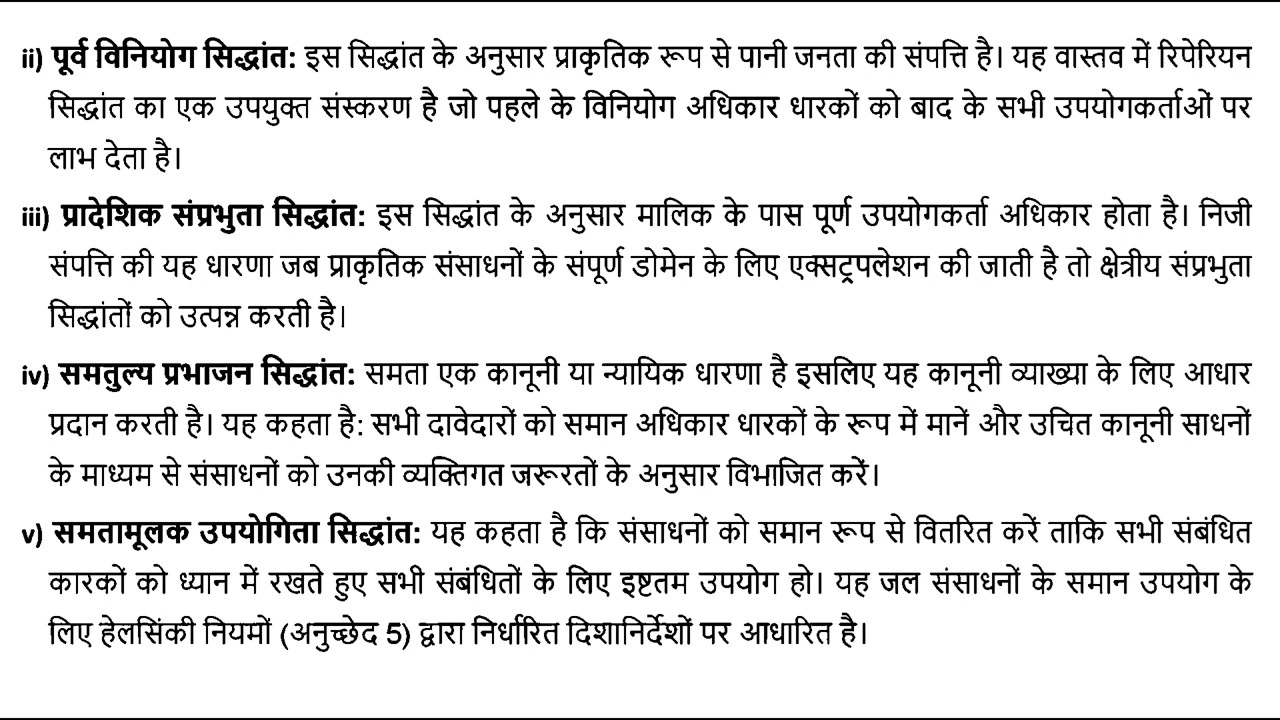 ii) पूर्व विनियोग सिद्धांत: इस सिद्धांत के अनुसार प्राकृतिक रूप से पानी जनता की संपत्ति है। यह वास्तव में रिपेरियन
सिद्धांत का एक उपयुक्त संस्करण है जो पहले के विनियोग अधिकार धारकों को बाद के सभी उपयोगकर्ताओं पर
लाभ देता है।
iii) प्रादेशिक संप्रभुता सिद्धांत: इस सिद्धांत के अनुसार मालिक के पास पूर्ण उपयोगकर्ता अधिकार होता है। निजी
संपत्ति की यह धारणा जब प्राकृतिक संसाधनों के संपूर्ण डोमेन के लिए एक्सट्रपलेशन की जाती है तो क्षेत्रीय संप्रभुता
सिद्धांतों को उत्पन्न करती है।
iv) समतुल्य प्रभाजन सिद्धांत: समता एक कानूनी या न्यायिक धारणा है इसलिए यह कानूनी व्याख्या के लिए आधार
प्रदान करती है। यह कहता है: सभी दावेदारों को समान अधिकार धारकों के रूप में मानें और उचित कानूनी साधनों
के माध्यम से संसाधनों को उनकी व्यक्तिगत जरूरतों के अनुसार विभाजित करें।
v) समतामूलक उपयोगिता सिद्धांत: यह कहता है कि संसाधनों को समान रूप से वितरित करें ताकि सभी संबंधित
कारकों को ध्यान में रखते हुए सभी संबंधितों के लिए इष्टतम उपयोग हो। यह जल संसाधनों के समान उपयोग के
लिए हेलसिंकी नियमों (अनुच्छेद 5) द्वारा निर्धारित दिशानिर्देशों पर आधारित है।